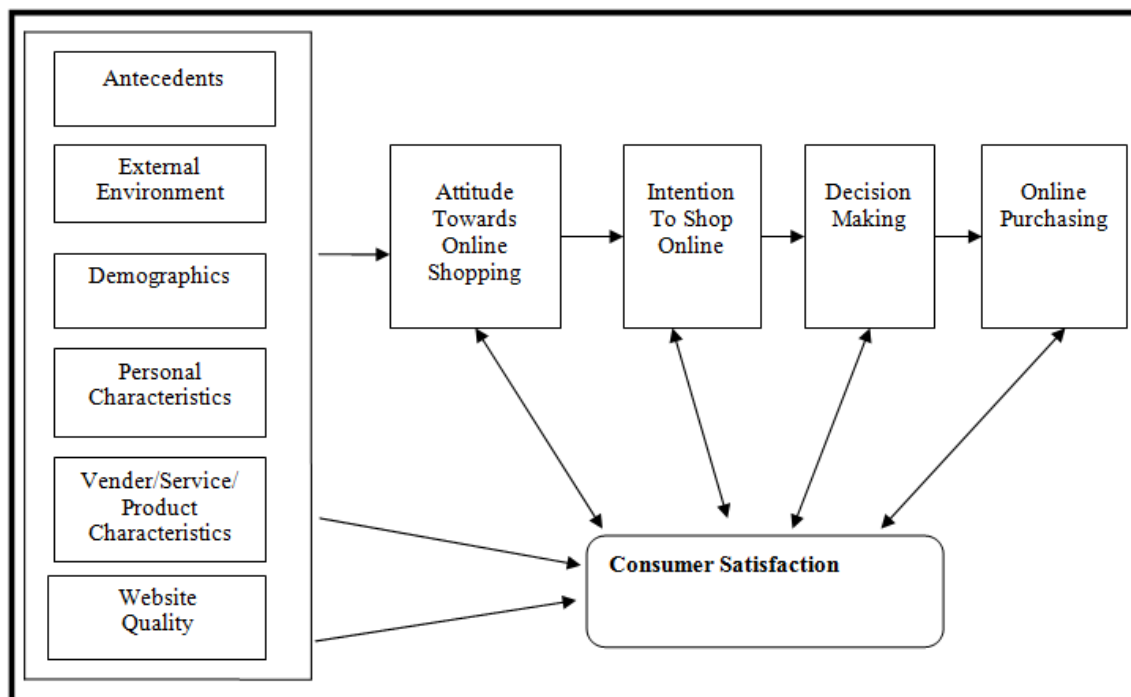 Antecedents
External
Environment
Demographics
Personal
Characteristics
Vender/Service/
Product
Characteristics
Website
Quality
Attitude
Towards
Online
Shopping
Intention
To Shop
Online
Decision
Making
Online
Purchasing
Consumer Satisfaction